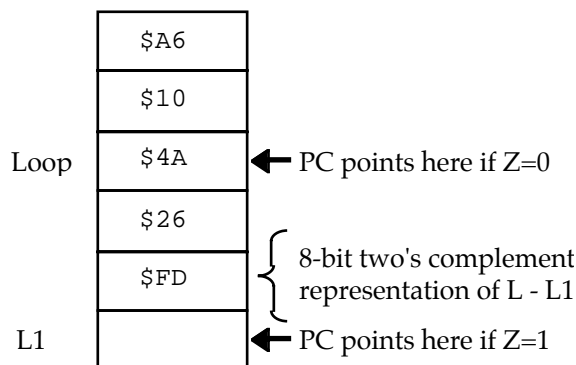 $A6
$10
Loop $4A PC points here if Z=0
$26
$FD 8-bit two's complement
representation of L - L1
L1 PC points here if Z=1